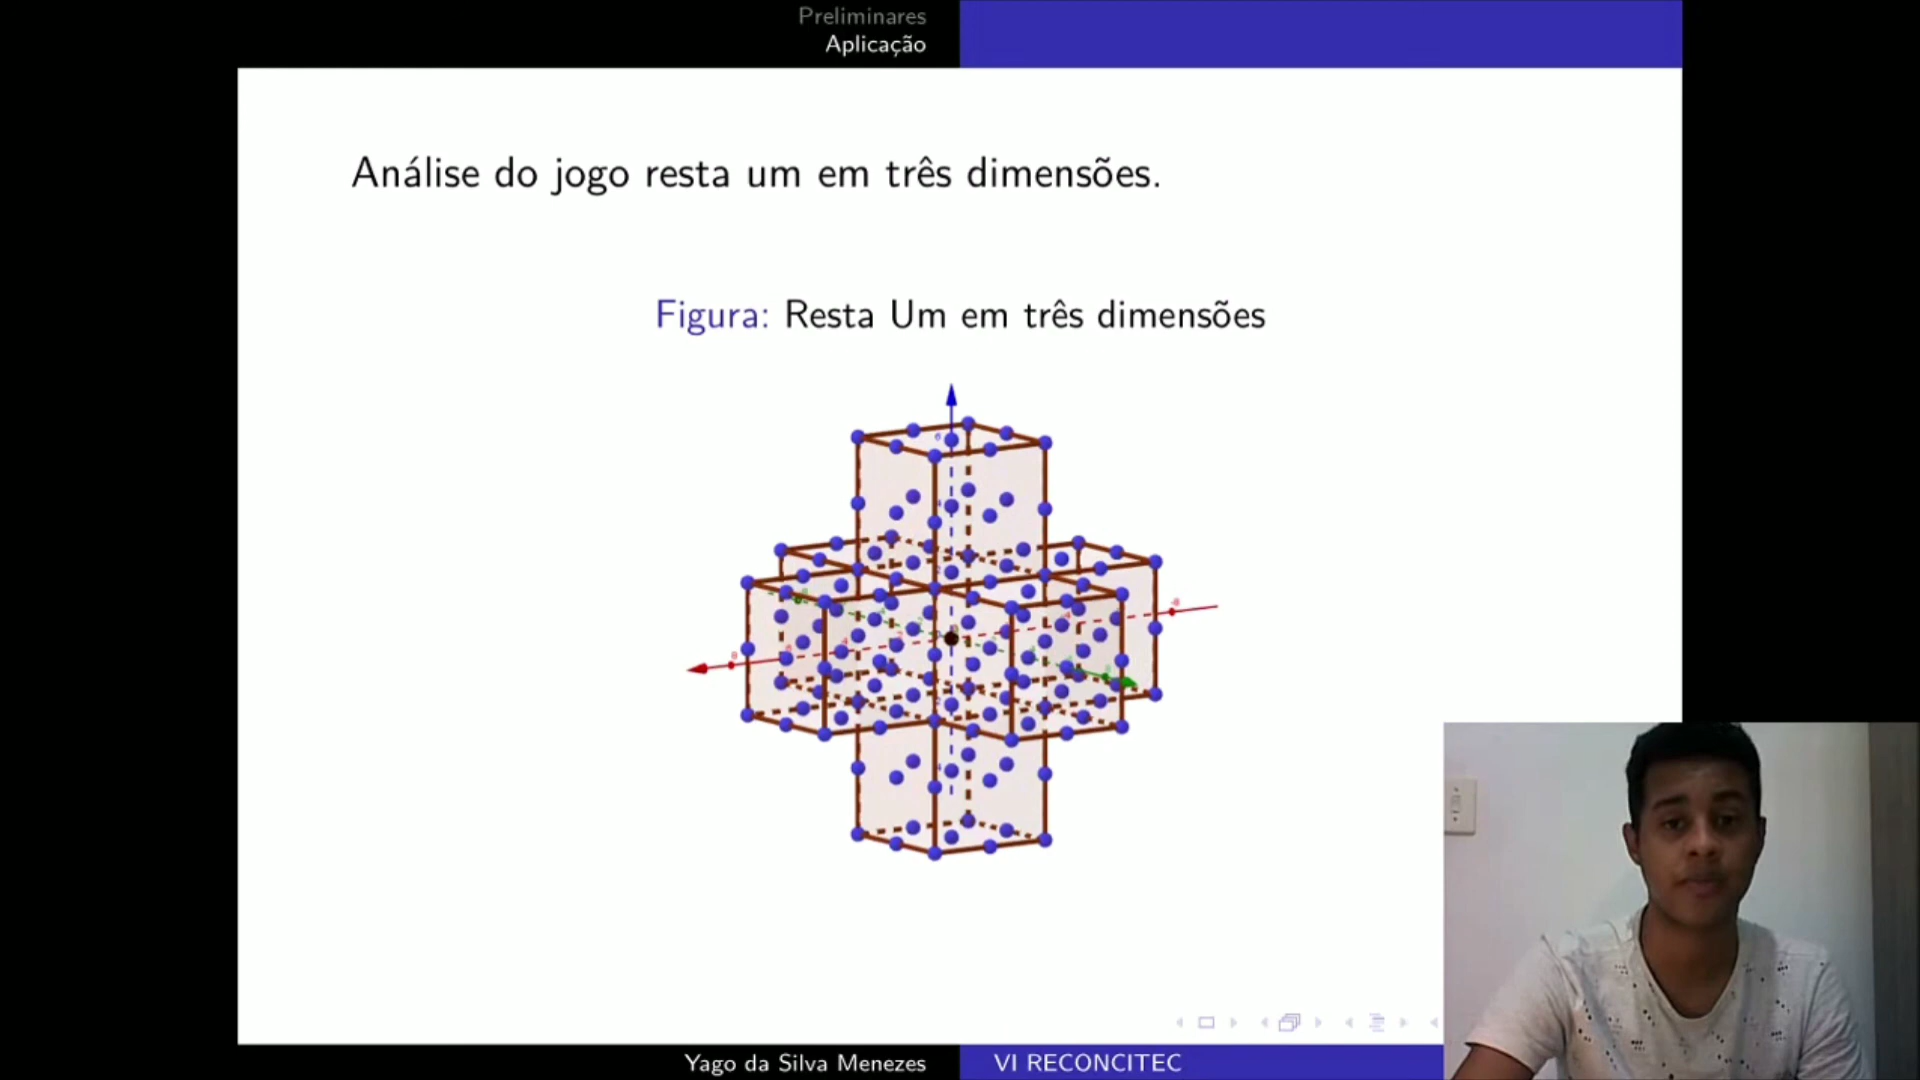 Preliminares
Aplicação
Análise do jogo resta um em três dimensões.
Figura: Resta Um em três dimensões
Yago da Silva Menezes
VI RECONCITEC